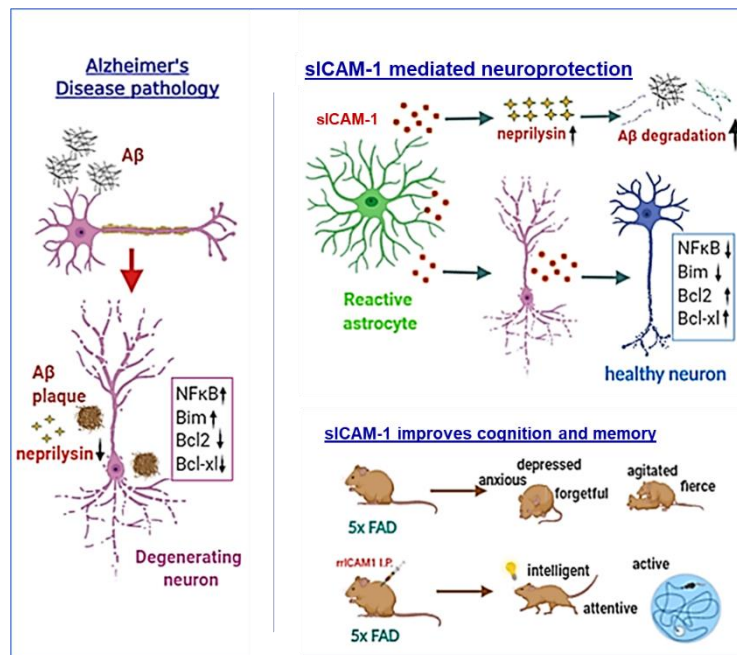 Alzheimer's
Disease pathology
Aβ
Aβ
plaque
neprilysin
NFκB
Bim
Bcl2
Bcl-xl
Degenerating
neuron
sICAM-1 mediated neuroprotection
sICAM-1
neprilysin
Aβ degradation
Reactive
astrocyte
NFκB
Bim
Bcl2
Bcl-xl
healthy neuron
sICAM-1 improves cognition and memory
5x FAD
anxious
depressed
forgetful
agitated
fierce
rrICAM1 I.P.
5x FAD
intelligent
attentive
active